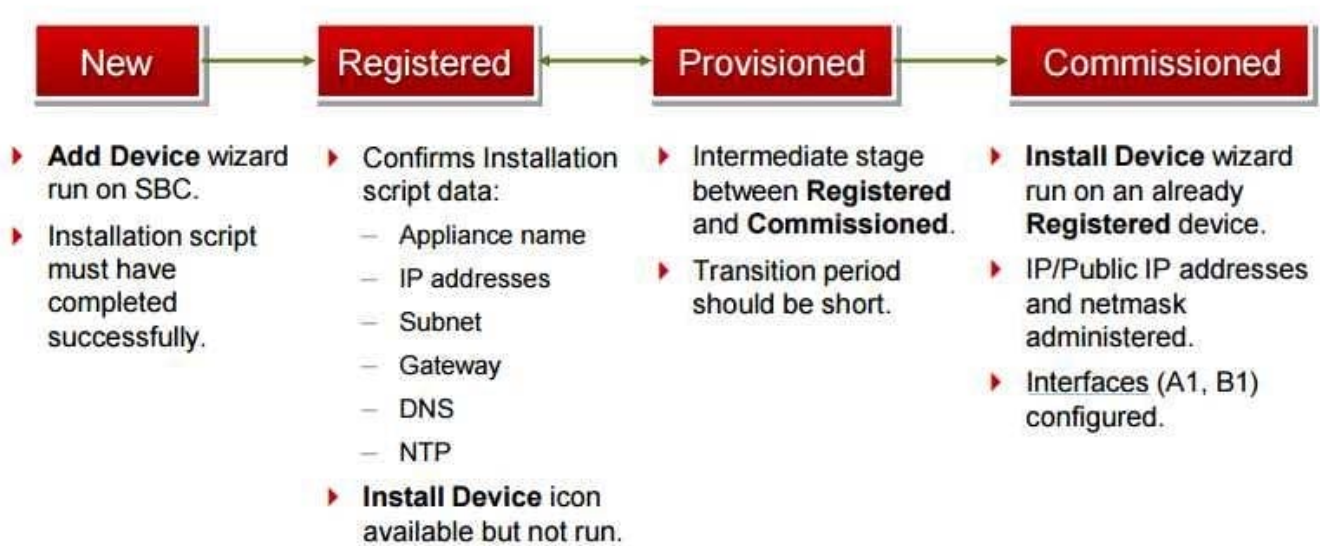 New
Registered
Provisioned
Commissioned
Add Device wizard
run on SBC.
Installation script
must have
completed
successfully.
Confirms Installation
script data:
– Appliance name
– IP addresses
– Subnet
– Gateway
– DNS
– NTP
Install Device icon
available but not run.
Intermediate stage
between Registered
and Commissioned.
Transition period
should be short.
Install Device wizard
run on an already
Registered device.
IP/Public IP addresses
and netmask
administered.
Interfaces (A1, B1)
configured.